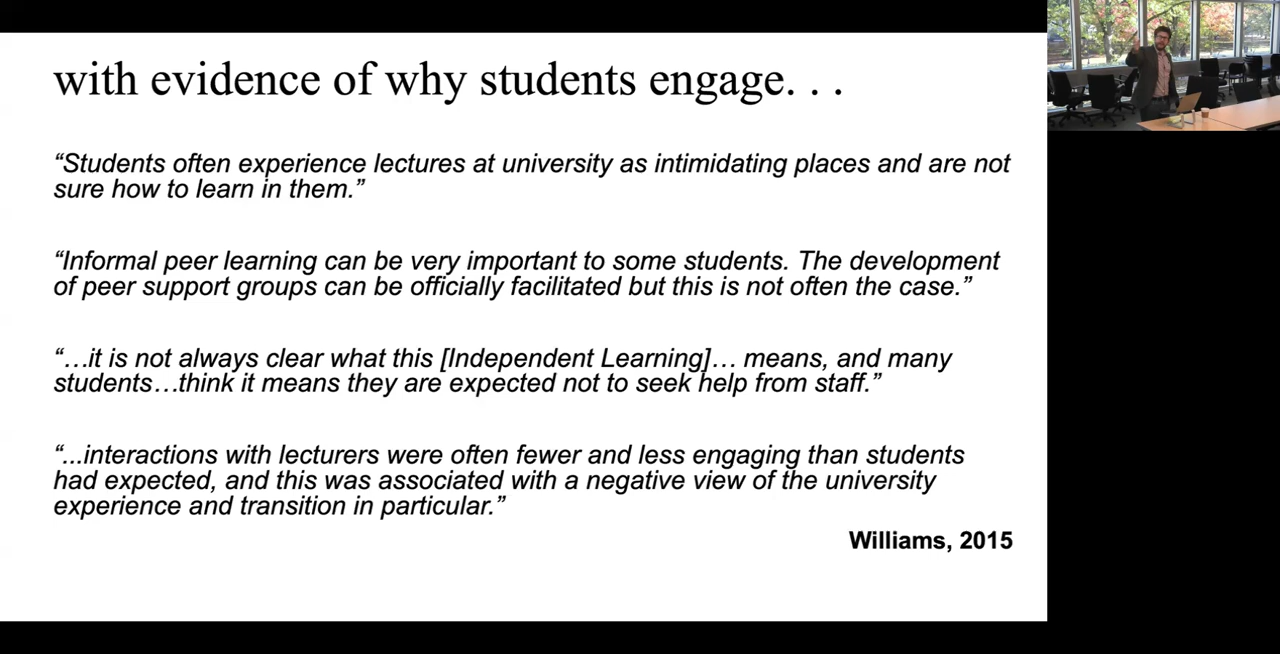 with evidence of why students engage. . .
“Students often experience lectures at university as intimidating places and are not
sure how to learn in them.”
“Informal peer learning can be very important to some students. The development
of peer support groups can be officially facilitated but this is not often the case.”
“…it is not always clear what this [Independent Learning]… means, and many
students…think it means they are expected not to seek help from staff.”
“...interactions with lecturers were often fewer and less engaging than students
had expected, and this was associated with a negative view of the university
experience and transition in particular.”
Williams, 2015